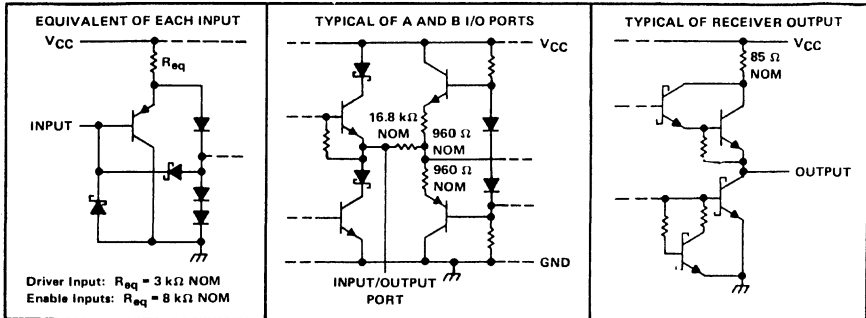 EQUIVALENT OF EACH INPUT
VCC
Req
INPUT
Driver Input: Req = 3 kΩ NOM
Enable Inputs: Req = 8 kΩ NOM
TYPICAL OF A AND B I/O PORTS
VCC
16.8 kΩ
NOM
960 Ω
NOM
960 Ω
NOM
GND
INPUT/OUTPUT
PORT
TYPICAL OF RECEIVER OUTPUT
VCC
85 Ω
NOM
OUTPUT